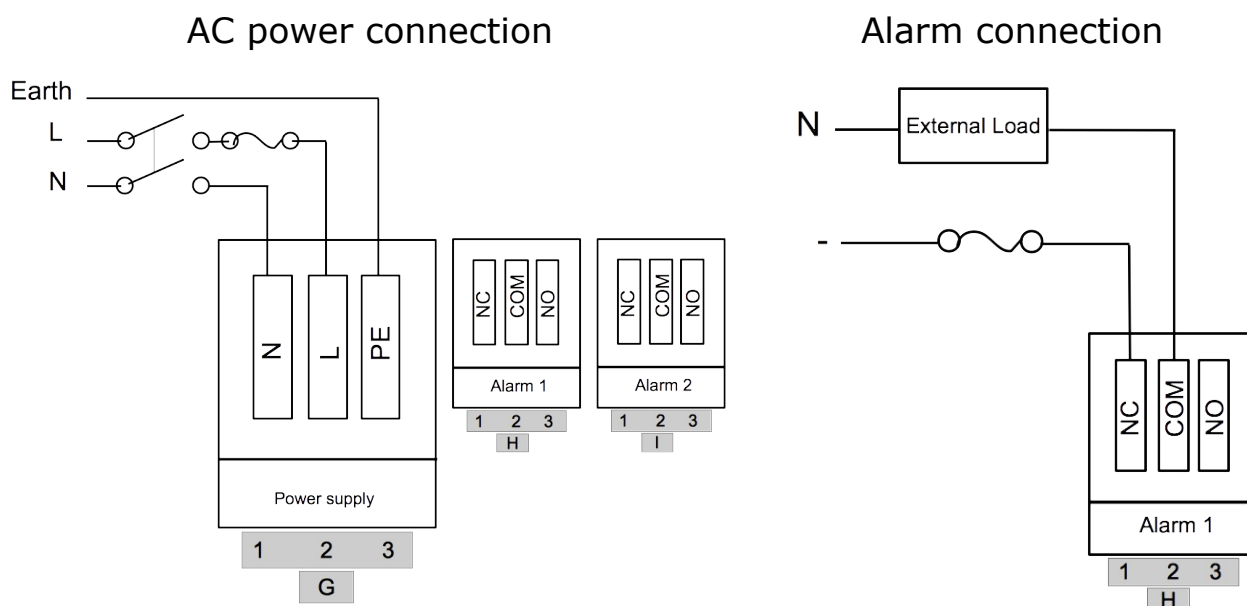 AC power connection
Earth
L
N
N
L
PE
Power supply
1 2 3
G
NC
COM
NO
Alarm 1
1 2 3
H
NC
COM
NO
Alarm 2
1 2 3
I
Alarm connection
N
External Load
-
NC
COM
NO
Alarm 1
1 2 3
H